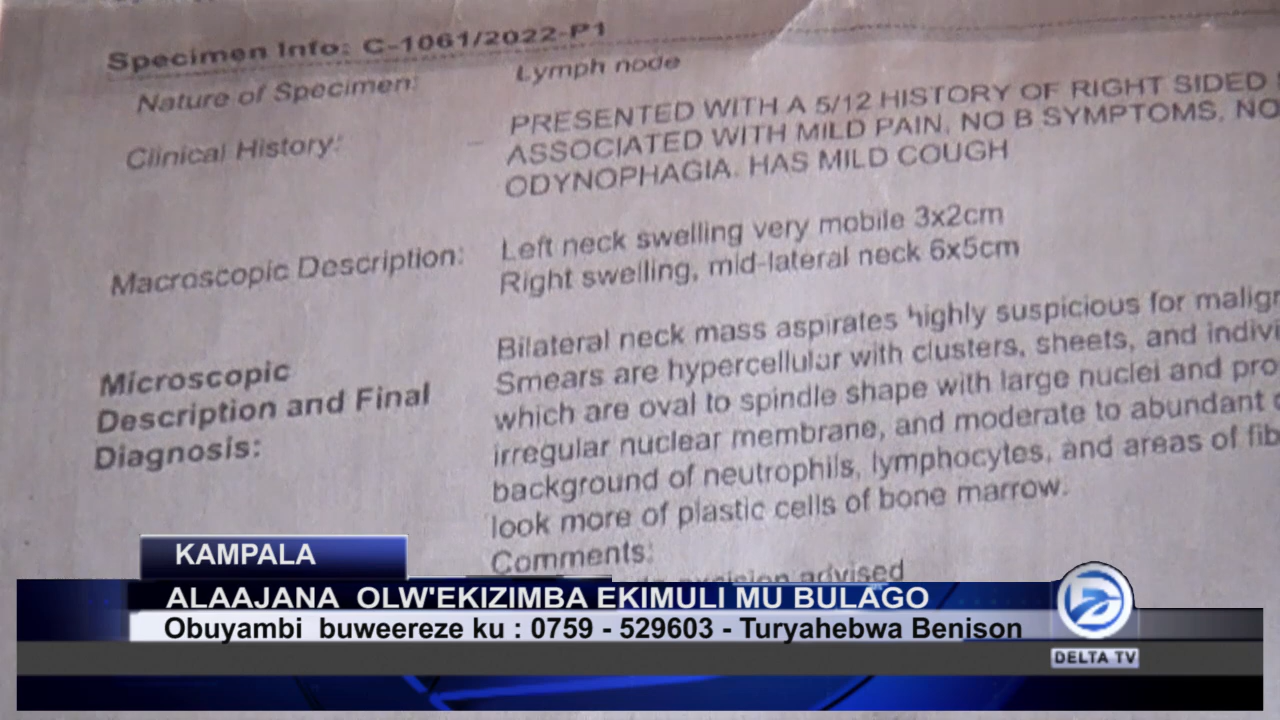 Specimen Info: C-1061/2022-P1
Nature of Specimen: Lymph node
Clinical History: PRESENTED WITH A 5/12 HISTORY OF RIGHT SIDED
ASSOCIATED WITH MILD PAIN, NO B SYMPTOMS, NO
ODYNOPHAGIA. HAS MILD COUGH
Macroscopic Description: Left neck swelling very mobile 3x2cm
Right swelling, mid-lateral neck 6x5cm
Microscopic
Description and Final
Diagnosis:
Bilateral neck mass aspirates highly suspicious for malign
Smears are hypercellular with clusters, sheets, and indiv
which are oval to spindle shape with large nuclei and pro
irregular nuclear membrane, and moderate to abundant
background of neutrophils, lymphocytes, and areas of fib
look more of plastic cells of bone marrow.
Comments:
excision advised
KAMPALA
ALAAJANA OLW'EKIZIMBA EKIMULI MU BULAGO
Obuyambi buweereze ku : 0759 - 529603 - Turyahebwa Benison
DELTA TV